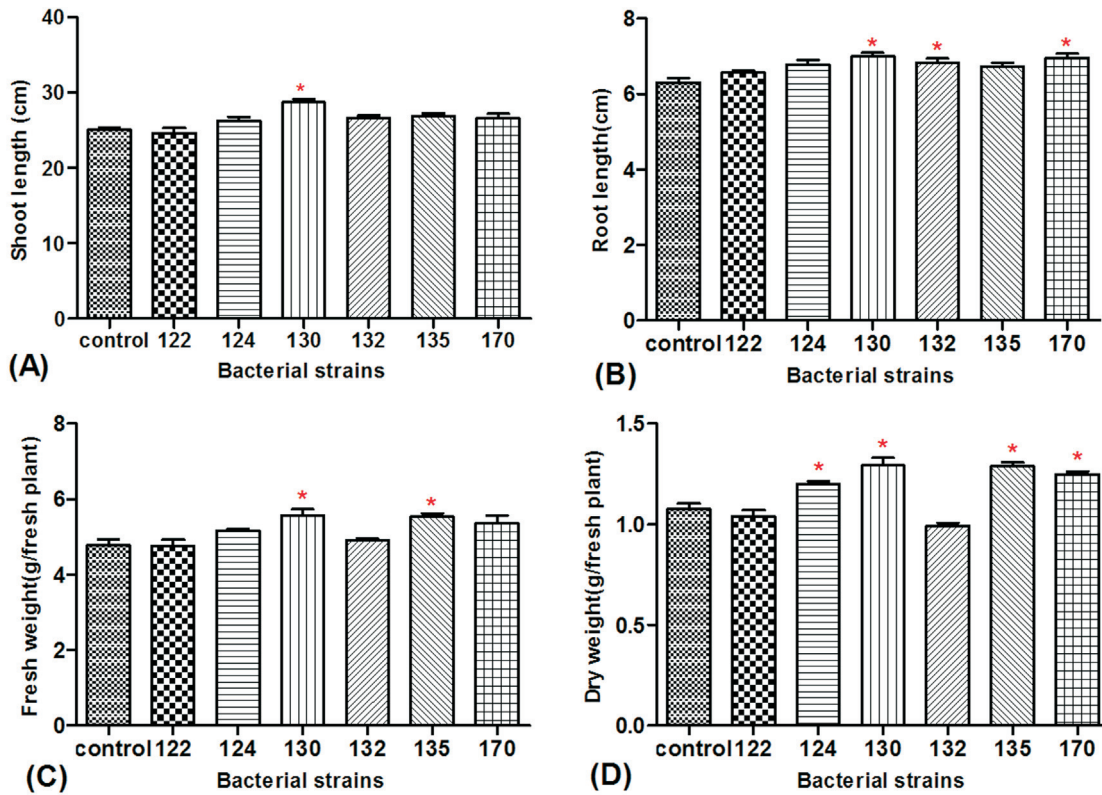 40
30
20
10
0
Shoot length (cm)
*
control 122 124 130 132 135 170
(A)
Bacterial strains
8
6
4
2
0
Root length(cm)
* * *
control 122 124 130 132 135 170
(B)
Bacterial strains
8
6
4
2
0
Fresh weight(g/fresh plant)
* *
control 122 124 130 132 135 170
(C)
Bacterial strains
1.5
1.0
0.5
0.0
Dry weight(g/fresh plant)
* * * *
control 122 124 130 132 135 170
(D)
Bacterial strains